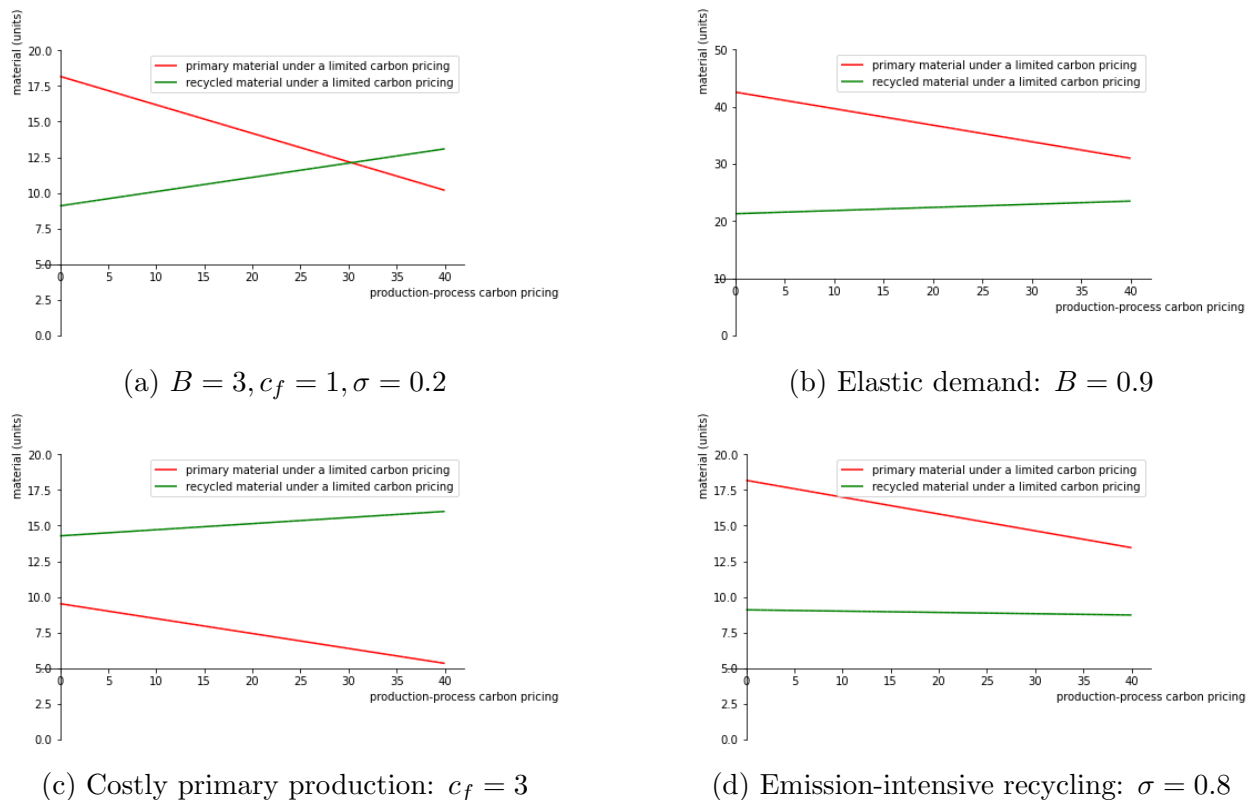 material (units)
20.0
17.5
15.0
12.5
10.0
7.5
5.0
2.5
0.0
primary material under a limited carbon pricing
recycled material under a limited carbon pricing
0 5 10 15 20 25 30 35 40
production-process carbon pricing
(a) B = 3, c_f = 1, σ = 0.2
material (units)
50
40
30
20
10
0
primary material under a limited carbon pricing
recycled material under a limited carbon pricing
0 5 10 15 20 25 30 35 40
production-process carbon pricing
(b) Elastic demand: B = 0.9
material (units)
20.0
17.5
15.0
12.5
10.0
7.5
5.0
2.5
0.0
primary material under a limited carbon pricing
recycled material under a limited carbon pricing
0 5 10 15 20 25 30 35 40
production-process carbon pricing
(c) Costly primary production: c_f = 3
material (units)
20.0
17.5
15.0
12.5
10.0
7.5
5.0
2.5
0.0
primary material under a limited carbon pricing
recycled material under a limited carbon pricing
0 5 10 15 20 25 30 35 40
production-process carbon pricing
(d) Emission-intensive recycling: σ = 0.8